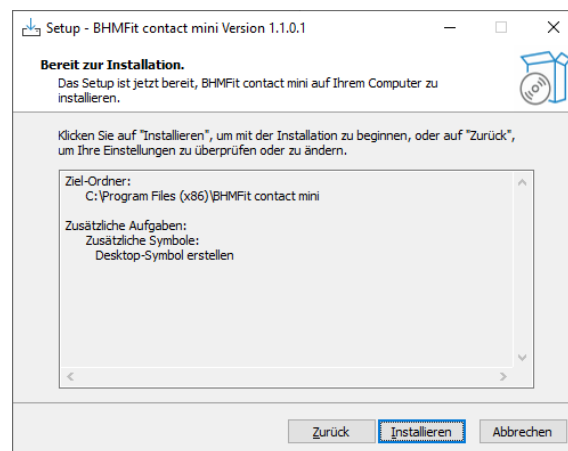 Setup - BHMFit contact mini Version 1.1.0.1
Bereit zur Installation.
Das Setup ist jetzt bereit, BHMFit contact mini auf Ihrem Computer zu
installieren.
Klicken Sie auf "Installieren", um mit der Installation zu beginnen, oder auf "Zurück",
um Ihre Einstellungen zu überprüfen oder zu ändern.
Ziel-Ordner:
C:\Program Files (x86)\BHMFit contact mini
Zusätzliche Aufgaben:
Zusätzliche Symbole:
Desktop-Symbol erstellen
Zurück Installieren Abbrechen